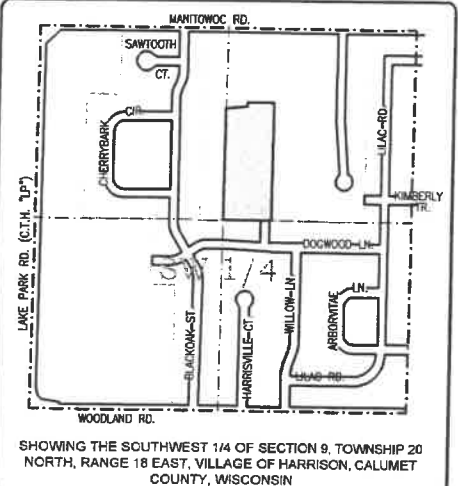 MANITOWOC RD.
SAWTOOTH
CT.
CIR.
CHERRYBARK
LILAC RD.
KIMBERLY
TR.
LAKE PARK RD. (C.T.H. "LP")
DOGWOOD LN.
BLACKOAK ST
HARRISVILLE CT
WILLOW LN
ARBORVITAE
LN.
LILAC RD.
WOODLAND RD.
SHOWING THE SOUTHWEST 1/4 OF SECTION 9, TOWNSHIP 20
NORTH, RANGE 18 EAST, VILLAGE OF HARRISON, CALUMET
COUNTY, WISCONSIN